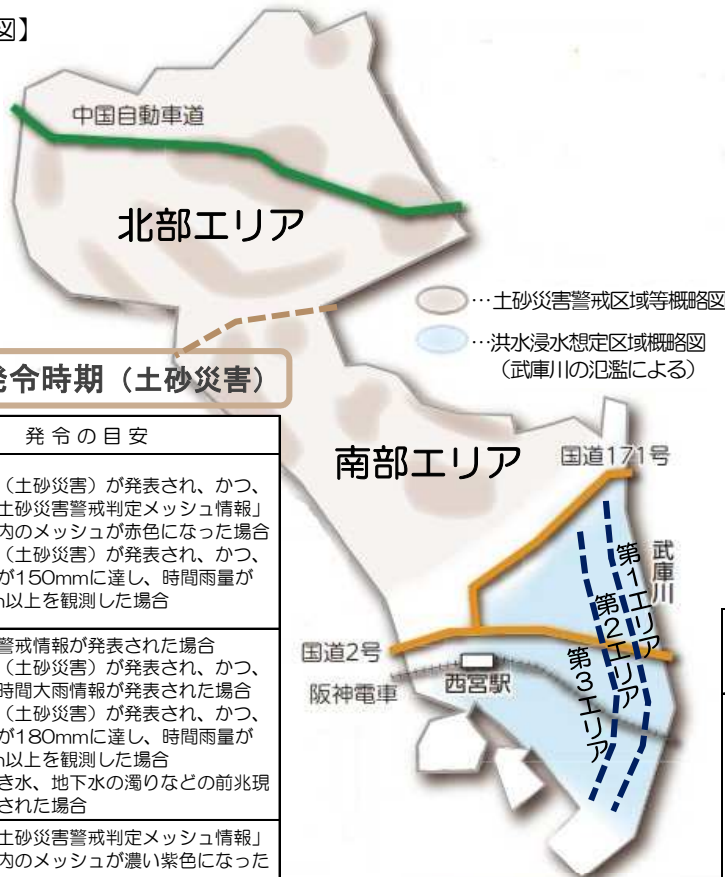 図】
中国自動車道
北部エリア
…土砂災害警戒区域等概略図
…洪水浸水想定区域概略図
（武庫川の氾濫による）
発令時期（土砂災害）
発令の目安
（土砂災害）が発表され、かつ、
土砂災害警戒判定メッシュ情報」
内のメッシュが赤色になった場合
（土砂災害）が発表され、かつ、
が150mmに達し、時間雨量が
以上を観測した場合
警戒情報が発表された場合
（土砂災害）が発表され、かつ、
時間大雨情報が発表された場合
（土砂災害）が発表され、かつ、
が180mmに達し、時間雨量が
以上を観測した場合
き水、地下水の濁りなどの前兆現
された場合
土砂災害警戒判定メッシュ情報」
内のメッシュが濃い紫色になった
南部エリア
国道171号
武庫川
第1エリア
第2エリア
第3エリア
国道2号
阪神電車
西宮駅